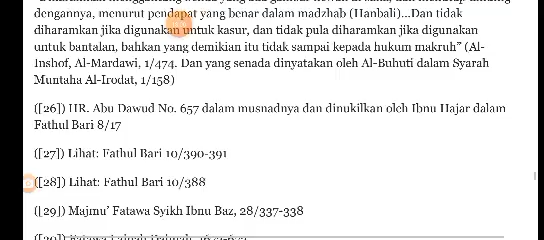 dengannya, menurut pendapat yang benar dalam madzhab (Hanbali)...Dan tidak
diharamkan jika digunakan untuk kasur, dan tidak pula diharamkan jika digunakan
untuk bantalan, bahkan yang demikian itu tidak sampai kepada hukum makruh” (Al-
Inshof, Al-Mardawi, 1/474. Dan yang senada dinyatakan oleh Al-Buhuti dalam Syarah
Muntaha Al-Irodat, 1/158)
([26]) HR. Abu Dawud No. 657 dalam musnadnya dan dinukilkan oleh Ibnu Hajar dalam
Fathul Bari 8/17
([27]) Lihat: Fathul Bari 10/390-391
([28]) Lihat: Fathul Bari 10/388
([29]) Majmu’ Fatawa Syikh Ibnu Baz, 28/337-338